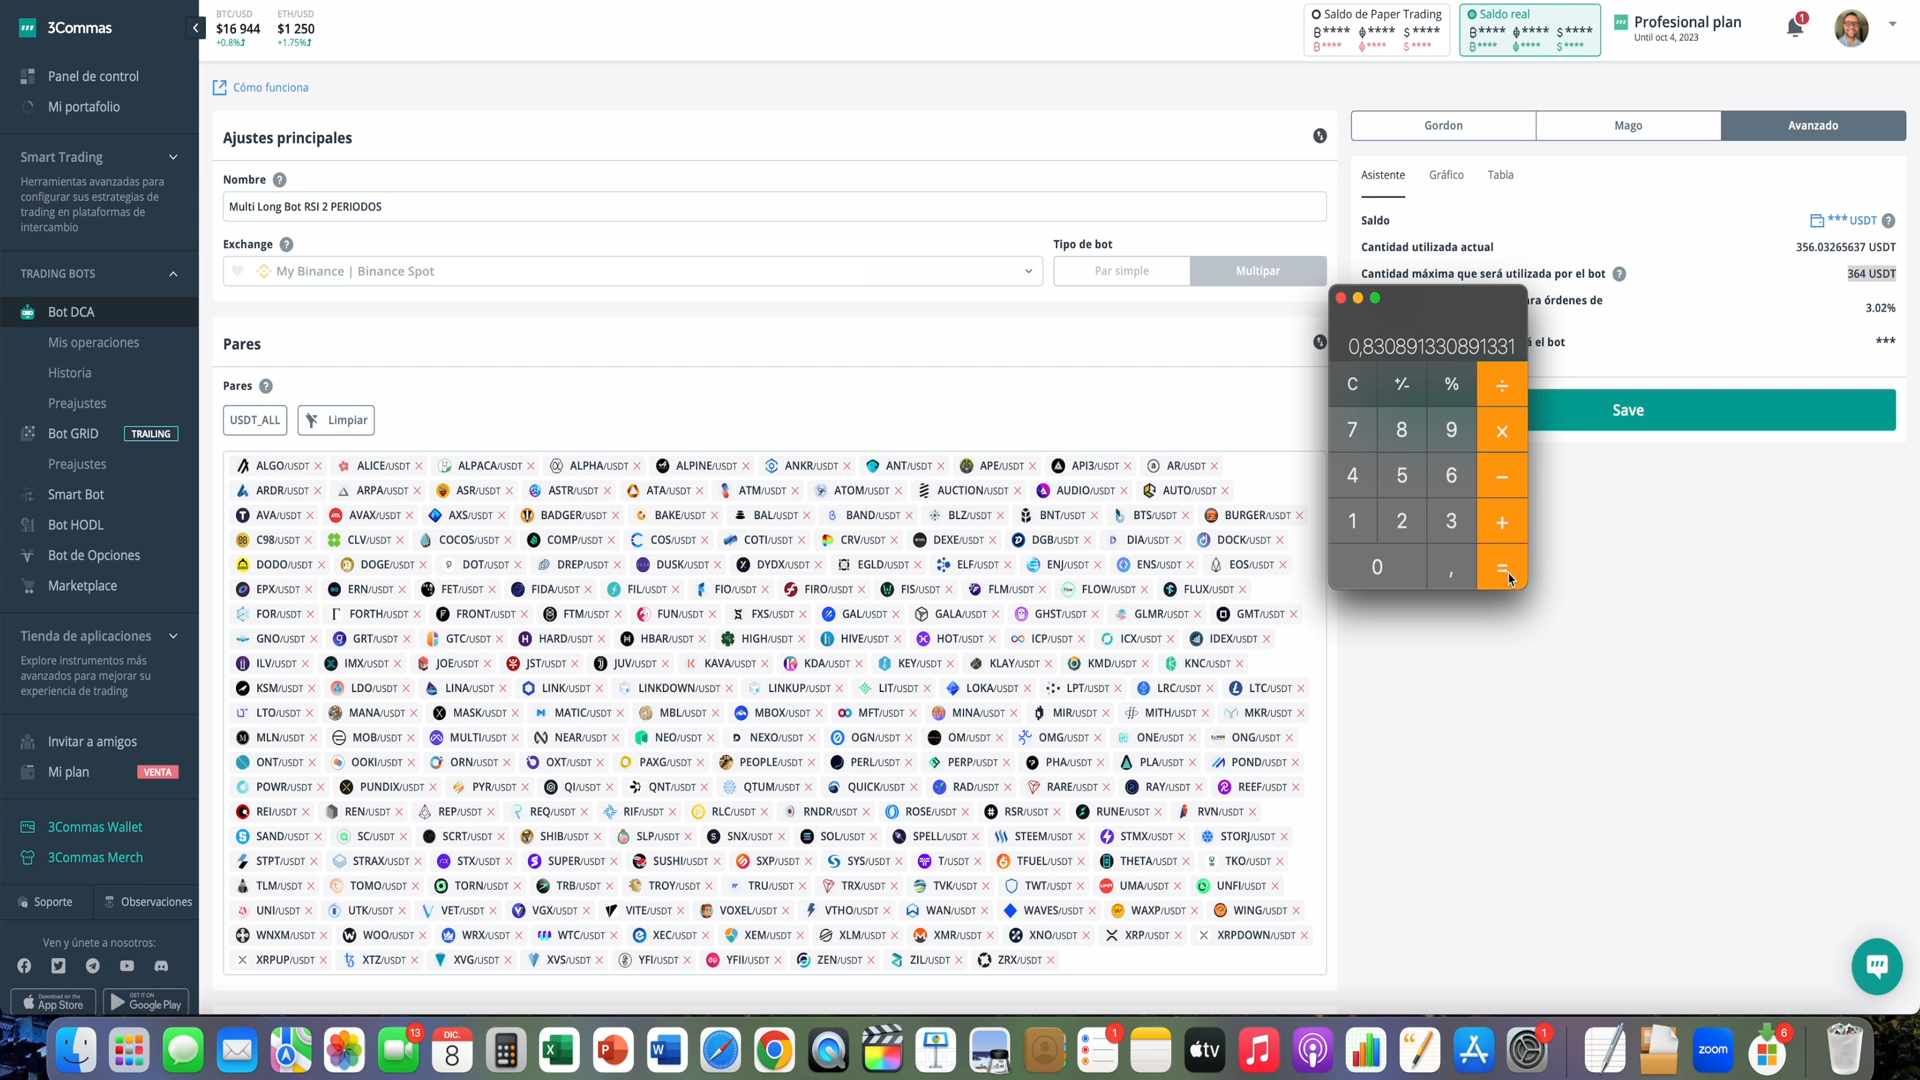 3Commas
BTC/USD
$16 944
+0.8%
ETH/USD
$1 250
+1.75%
Saldo de Paper Trading
₿**** ⟠**** $****
₿**** ⟠**** $****
Saldo real
₿**** ⟠**** $****
₿**** ⟠**** $****
Profesional plan
Until oct 4, 2023
1
Panel de control
Mi portafolio
Smart Trading
Herramientas avanzadas para
configurar sus estrategias de
trading en plataformas de
intercambio
TRADING BOTS
Bot DCA
Mis operaciones
Historia
Preajustes
Bot GRID TRAILING
Preajustes
Smart Bot
Bot HODL
Bot de Opciones
Marketplace
Tienda de aplicaciones
Explore instrumentos más
avanzados para mejorar su
experiencia de trading
Invitar a amigos
Mi plan VENTA
3Commas Wallet
3Commas Merch
Soporte Observaciones
Ven y únete a nosotros:
Download on the App Store GET IT ON Google Play
Cómo funciona
Ajustes principales
Nombre
Multi Long Bot RSI 2 PERIODOS
Exchange
My Binance | Binance Spot
Tipo de bot
Par simple Multipar
Pares
Pares
USDT_ALL Limpiar
ALGO/USDT ALICE/USDT ALPACA/USDT ALPHA/USDT ALPINE/USDT ANKR/USDT ANT/USDT APE/USDT API3/USDT AR/USDT
ARDR/USDT ARPA/USDT ASR/USDT ASTR/USDT ATA/USDT ATM/USDT ATOM/USDT AUCTION/USDT AUDIO/USDT AUTO/USDT
AVA/USDT AVAX/USDT AXS/USDT BADGER/USDT BAKE/USDT BAL/USDT BAND/USDT BLZ/USDT BNT/USDT BTS/USDT BURGER/USDT
C98/USDT CLV/USDT COCOS/USDT COMP/USDT COS/USDT COTI/USDT CRV/USDT DEXE/USDT DGB/USDT DIA/USDT DOCK/USDT
DODO/USDT DOGE/USDT DOT/USDT DREP/USDT DUSK/USDT DYDX/USDT EGLD/USDT ELF/USDT ENJ/USDT ENS/USDT EOS/USDT
EPX/USDT ERN/USDT FET/USDT FIDA/USDT FIL/USDT FIO/USDT FIRO/USDT FIS/USDT FLM/USDT FLOW/USDT FLUX/USDT
FOR/USDT FORTH/USDT FRONT/USDT FTM/USDT FUN/USDT FXS/USDT GAL/USDT GALA/USDT GHST/USDT GLMR/USDT GMT/USDT
GNO/USDT GRT/USDT GTC/USDT HARD/USDT HBAR/USDT HIGH/USDT HIVE/USDT HOT/USDT ICP/USDT ICX/USDT IDEX/USDT
ILV/USDT IMX/USDT JOE/USDT JST/USDT JUV/USDT KAVA/USDT KDA/USDT KEY/USDT KLAY/USDT KMD/USDT KNC/USDT
KSM/USDT LDO/USDT LINA/USDT LINK/USDT LINKDOWN/USDT LINKUP/USDT LIT/USDT LOKA/USDT LPT/USDT LRC/USDT LTC/USDT
LTO/USDT MANA/USDT MASK/USDT MATIC/USDT MBL/USDT MBOX/USDT MFT/USDT MINA/USDT MIR/USDT MITH/USDT MKR/USDT
MLN/USDT MOB/USDT MULTI/USDT NEAR/USDT NEO/USDT NEXO/USDT OGN/USDT OM/USDT OMG/USDT ONE/USDT ONG/USDT
ONT/USDT OOKI/USDT ORN/USDT OXT/USDT PAXG/USDT PEOPLE/USDT PERL/USDT PERP/USDT PHA/USDT PLA/USDT POND/USDT
POWR/USDT PUNDIX/USDT PYR/USDT QI/USDT QNT/USDT QTUM/USDT QUICK/USDT RAD/USDT RARE/USDT RAY/USDT REEF/USDT
REI/USDT REN/USDT REP/USDT REQ/USDT RIF/USDT RLC/USDT RNDR/USDT ROSE/USDT RSR/USDT RUNE/USDT RVN/USDT
SAND/USDT SC/USDT SCRT/USDT SHIB/USDT SLP/USDT SNX/USDT SOL/USDT SPELL/USDT STEEM/USDT STMX/USDT STORJ/USDT
STPT/USDT STRAX/USDT STX/USDT SUPER/USDT SUSHI/USDT SXP/USDT SYS/USDT T/USDT TFUEL/USDT THETA/USDT TKO/USDT
TLM/USDT TOMO/USDT TORN/USDT TRB/USDT TROY/USDT TRU/USDT TRX/USDT TVK/USDT TWT/USDT UMA/USDT UNFI/USDT
UNI/USDT UTK/USDT VET/USDT VGX/USDT VITE/USDT VOXEL/USDT VTHO/USDT WAN/USDT WAVES/USDT WAXP/USDT WING/USDT
WNXM/USDT WOO/USDT WRX/USDT WTC/USDT XEC/USDT XEM/USDT XLM/USDT XMR/USDT XNO/USDT XRP/USDT XRPDOWN/USDT
XRPUP/USDT XTZ/USDT XVG/USDT XVS/USDT YFI/USDT YFII/USDT ZEN/USDT ZIL/USDT ZRX/USDT
Gordon Mago Avanzado
Asistente Gráfico Tabla
Saldo *** USDT
Cantidad utilizada actual 356.03265637 USDT
Cantidad máxima que será utilizada por el bot 364 USDT
ra órdenes de 3.02%
á el bot ***
Save
0,830891330891331
C +/- % ÷
7 8 9 ×
4 5 6 −
1 2 3 +
0 , =
13
DIC.
8
1
tv
1
zoom
6